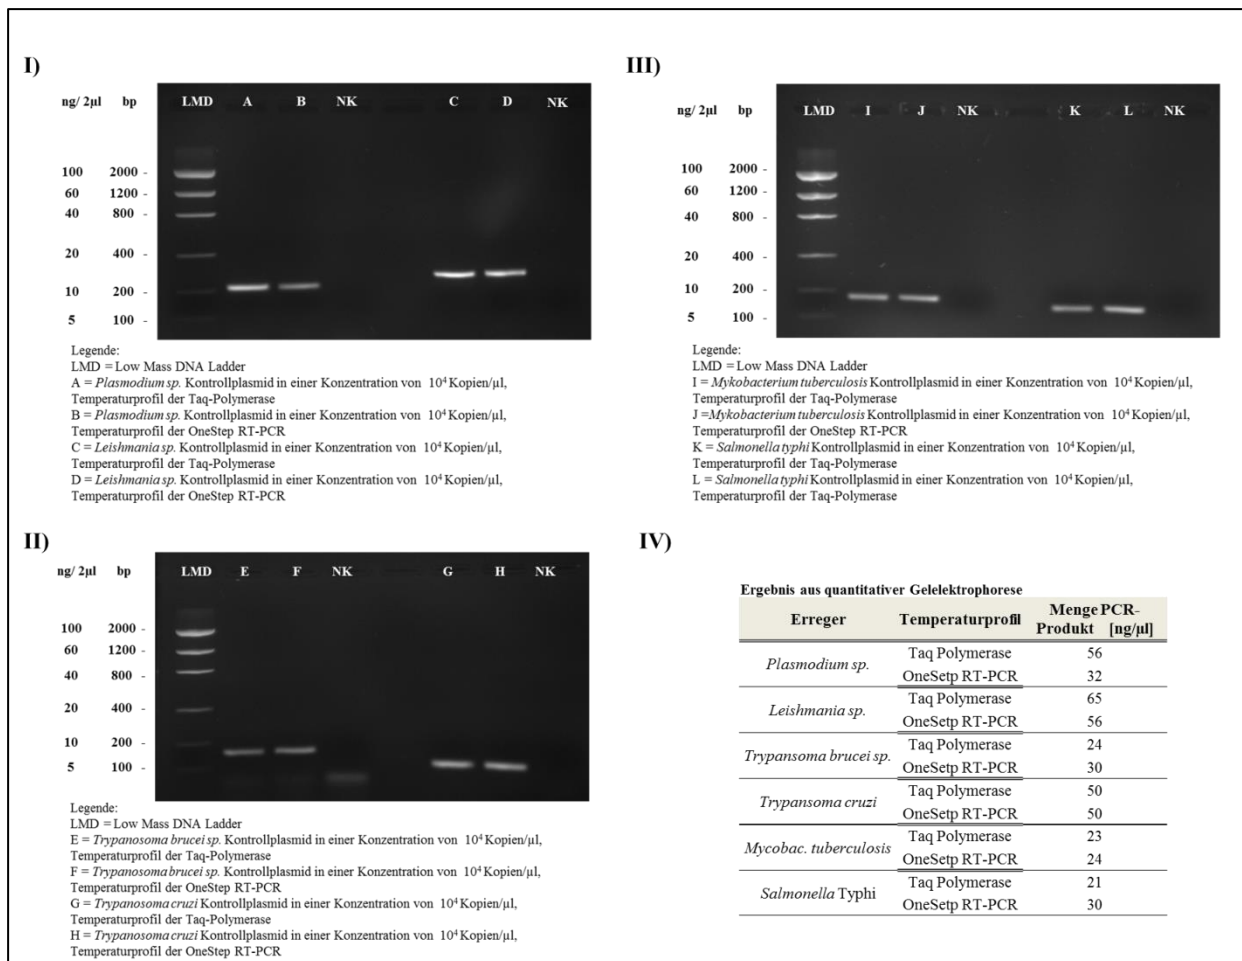 I)
ng/ 2µl bp LMD A B NK C D NK
100 2000 -
60 1200 -
40 800 -
20 400 -
10 200 -
5 100 -
Legende:
LMD = Low Mass DNA Ladder
A = Plasmodium sp. Kontrollplasmid in einer Konzentration von 10⁴ Kopien/µl,
Temperaturprofil der Taq-Polymerase
B = Plasmodium sp. Kontrollplasmid in einer Konzentration von 10⁴ Kopien/µl,
Temperaturprofil der OneStep RT-PCR
C = Leishmania sp. Kontrollplasmid in einer Konzentration von 10⁴ Kopien/µl,
Temperaturprofil der Taq-Polymerase
D = Leishmania sp. Kontrollplasmid in einer Konzentration von 10⁴ Kopien/µl,
Temperaturprofil der OneStep RT-PCR
III)
ng/ 2µl bp LMD I J NK K L NK
100 2000 -
60 1200 -
40 800 -
20 400 -
10 200 -
5 100 -
Legende:
LMD = Low Mass DNA Ladder
I = Mykobacterium tuberculosis Kontrollplasmid in einer Konzentration von 10⁴ Kopien/µl,
Temperaturprofil der Taq-Polymerase
J =Mykobacterium tuberculosis Kontrollplasmid in einer Konzentration von 10⁴ Kopien/µl,
Temperaturprofil der OneStep RT-PCR
K = Salmonella typhi Kontrollplasmid in einer Konzentration von 10⁴ Kopien/µl,
Temperaturprofil der Taq-Polymerase
L = Salmonella typhi Kontrollplasmid in einer Konzentration von 10⁴ Kopien/µl,
Temperaturprofil der Taq-Polymerase
II)
ng/ 2µl bp LMD E F NK G H NK
100 2000 -
60 1200 -
40 800 -
20 400 -
10 200 -
5 100 -
Legende:
LMD = Low Mass DNA Ladder
E = Trypanosoma brucei sp. Kontrollplasmid in einer Konzentration von 10⁴ Kopien/µl,
Temperaturprofil der Taq-Polymerase
F = Trypanosoma brucei sp. Kontrollplasmid in einer Konzentration von 10⁴ Kopien/µl,
Temperaturprofil der OneStep RT-PCR
G = Trypanosoma cruzi Kontrollplasmid in einer Konzentration von 10⁴ Kopien/µl,
Temperaturprofil der Taq-Polymerase
H = Trypanosoma cruzi Kontrollplasmid in einer Konzentration von 10⁴ Kopien/µl,
Temperaturprofil der OneStep RT-PCR
IV)
Ergebnis aus quantitativer Gelelektrophorese
Erreger Temperaturprofil Menge PCR-
Produkt [ng/µl]
Plasmodium sp. Taq Polymerase 56
OneSetp RT-PCR 32
Leishmania sp. Taq Polymerase 65
OneSetp RT-PCR 56
Trypansoma brucei sp. Taq Polymerase 24
OneSetp RT-PCR 30
Trypansoma cruzi Taq Polymerase 50
OneSetp RT-PCR 50
Mycobac. tuberculosis Taq Polymerase 23
OneSetp RT-PCR 24
Salmonella Typhi Taq Polymerase 21
OneSetp RT-PCR 30